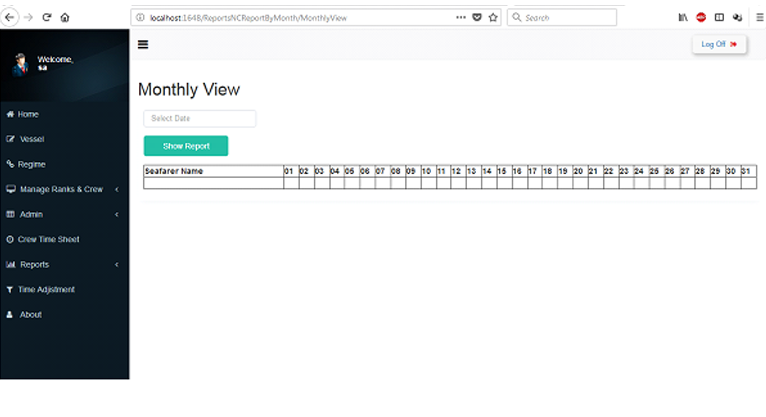 localhost:1648/ReportsNCReportByMonth/MonthlyView
Search
Welcome,
sa
Log Off
Monthly View
Select Date
Show Report
Home
Vessel
Regime
Manage Ranks & Crew
Admin
Crew Time Sheet
Reports
Time Adjistment
About
Seafarer Name 01 02 03 04 05 06 07 08 09 10 11 12 13 14 15 16 17 18 19 20 21 22 23 24 25 26 27 28 29 30 31